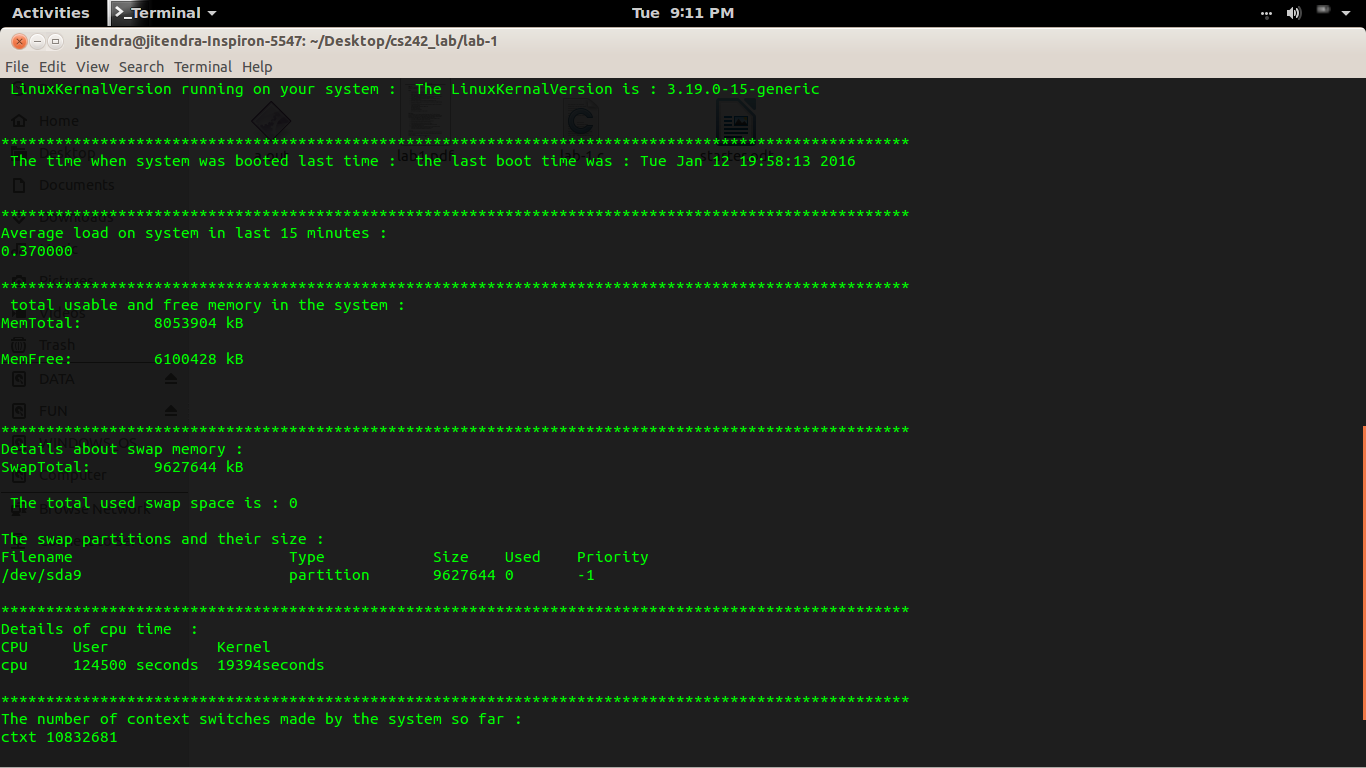 Activities Terminal Tue 9:11 PM
jitendra@jitendra-Inspiron-5547: ~/Desktop/cs242_lab/lab-1
File Edit View Search Terminal Help
LinuxKernalVersion running on your system : The LinuxKernalVersion is : 3.19.0-15-generic
Home
*****************************************************************************************************
The time when system was booted last time : the last boot time was : Tue Jan 12 19:58:13 2016
Documents
*****************************************************************************************************
Average load on system in last 15 minutes :
0.370000
*****************************************************************************************************
total usable and free memory in the system :
MemTotal: 8053904 kB
Trash
MemFree: 6100428 kB
DATA
FUN
*****************************************************************************************************
Details about swap memory :
SwapTotal: 9627644 kB
Computer
The total used swap space is : 0
The swap partitions and their size :
Filename Type Size Used Priority
/dev/sda9 partition 9627644 0 -1
*****************************************************************************************************
Details of cpu time :
CPU User Kernel
cpu 124500 seconds 19394seconds
*****************************************************************************************************
The number of context switches made by the system so far :
ctxt 10832681